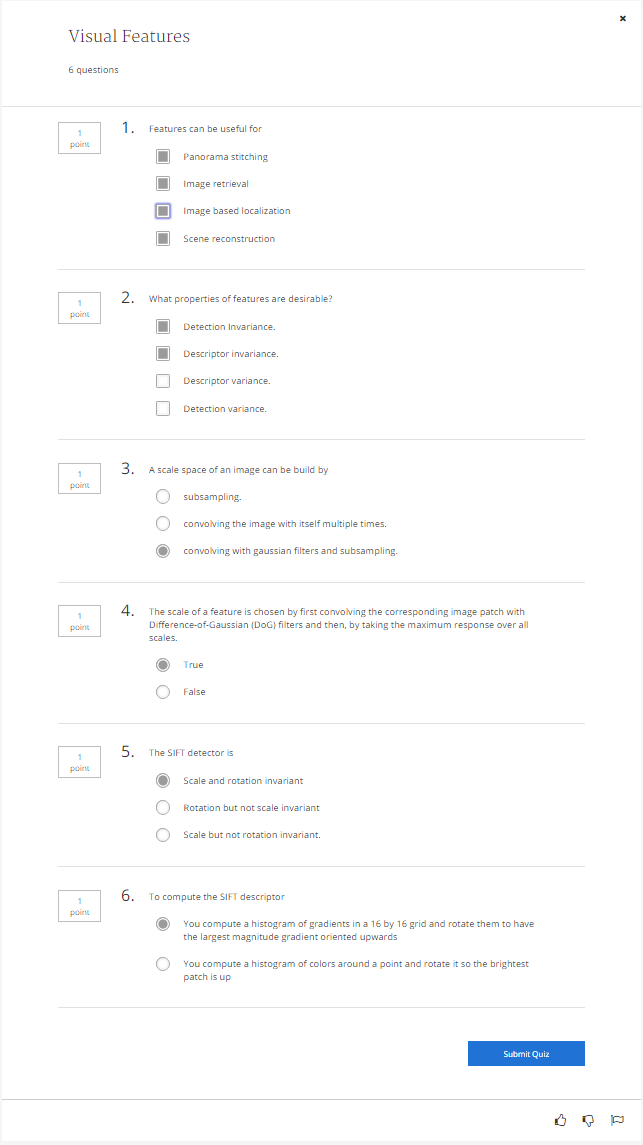 Visual Features
6 questions
1
point
1.
Features can be useful for
Panorama stitching
Image retrieval
Image based localization
Scene reconstruction
1
point
2.
What properties of features are desirable?
Detection Invariance.
Descriptor invariance.
Descriptor variance.
Detection variance.
1
point
3.
A scale space of an image can be build by
subsampling.
convolving the image with itself multiple times.
convolving with gaussian filters and subsampling.
1
point
4.
The scale of a feature is chosen by first convolving the corresponding image patch with
Difference-of-Gaussian (DoG) filters and then, by taking the maximum response over all
scales.
True
False
1
point
5.
The SIFT detector is
Scale and rotation invariant
Rotation but not scale invariant
Scale but not rotation invariant.
1
point
6.
To compute the SIFT descriptor
You compute a histogram of gradients in a 16 by 16 grid and rotate them to have
the largest magnitude gradient oriented upwards
You compute a histogram of colors around a point and rotate it so the brightest
patch is up
Submit Quiz